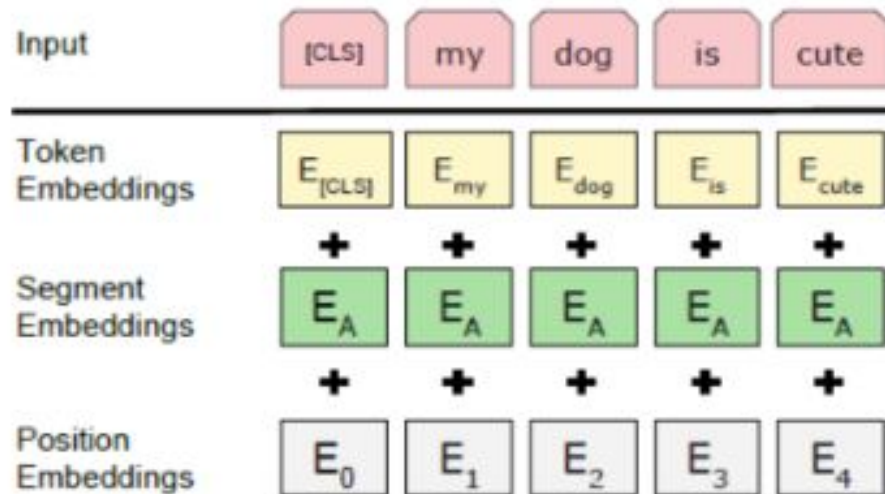 Input [CLS] my dog is cute
Token
Embeddings E[CLS] Emy Edog Eis Ecute
+ + + + +
Segment
Embeddings EA EA EA EA EA
+ + + + +
Position
Embeddings E0 E1 E2 E3 E4